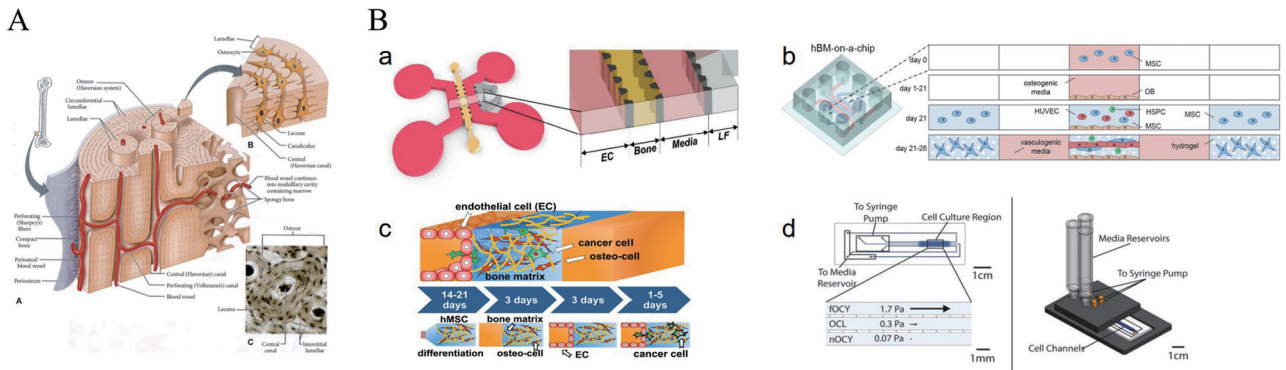 A
Lamellae
Osteocyte
Osteon
(Haversian system)
Circumferential
lamellae
Lamellae
Lacuna
Canaliculus
Central
(Haversian canal)
B
Blood vessel continues
into medullary cavity
containing marrow
Spongy bone
Perforating
(Sharpey's)
fibers
Compact
bone
Periosteal
blood vessel
Periosteum
Central (Haversian) canal
Perforating (Volkmann's) canal
Blood vessel
A
Osteon
Lacuna
Central
canal
Interstitial
lamellae
C
B
a
EC
Bone
Media
LF
b
hBM-on-a-chip
day 0
MSC
day 1-21
osteogenic
media
OB
day 21
HUVEC
HSPC
MSC
MSC
day 21-26
vasculogenic
media
hydrogel
c
endothelial cell (EC)
cancer cell
osteo-cell
bone matrix
14-21
days
3 days
3 days
1-5
days
hMSC
differentiation
bone matrix
osteo-cell
EC
cancer cell
d
To Syringe
Pump
Cell Culture Region
To Media
Reservoir
1cm
fOCY 1.7 Pa
OCL 0.3 Pa
nOCY 0.07 Pa
1mm
Media Reservoirs
To Syringe Pump
Cell Channels
1cm